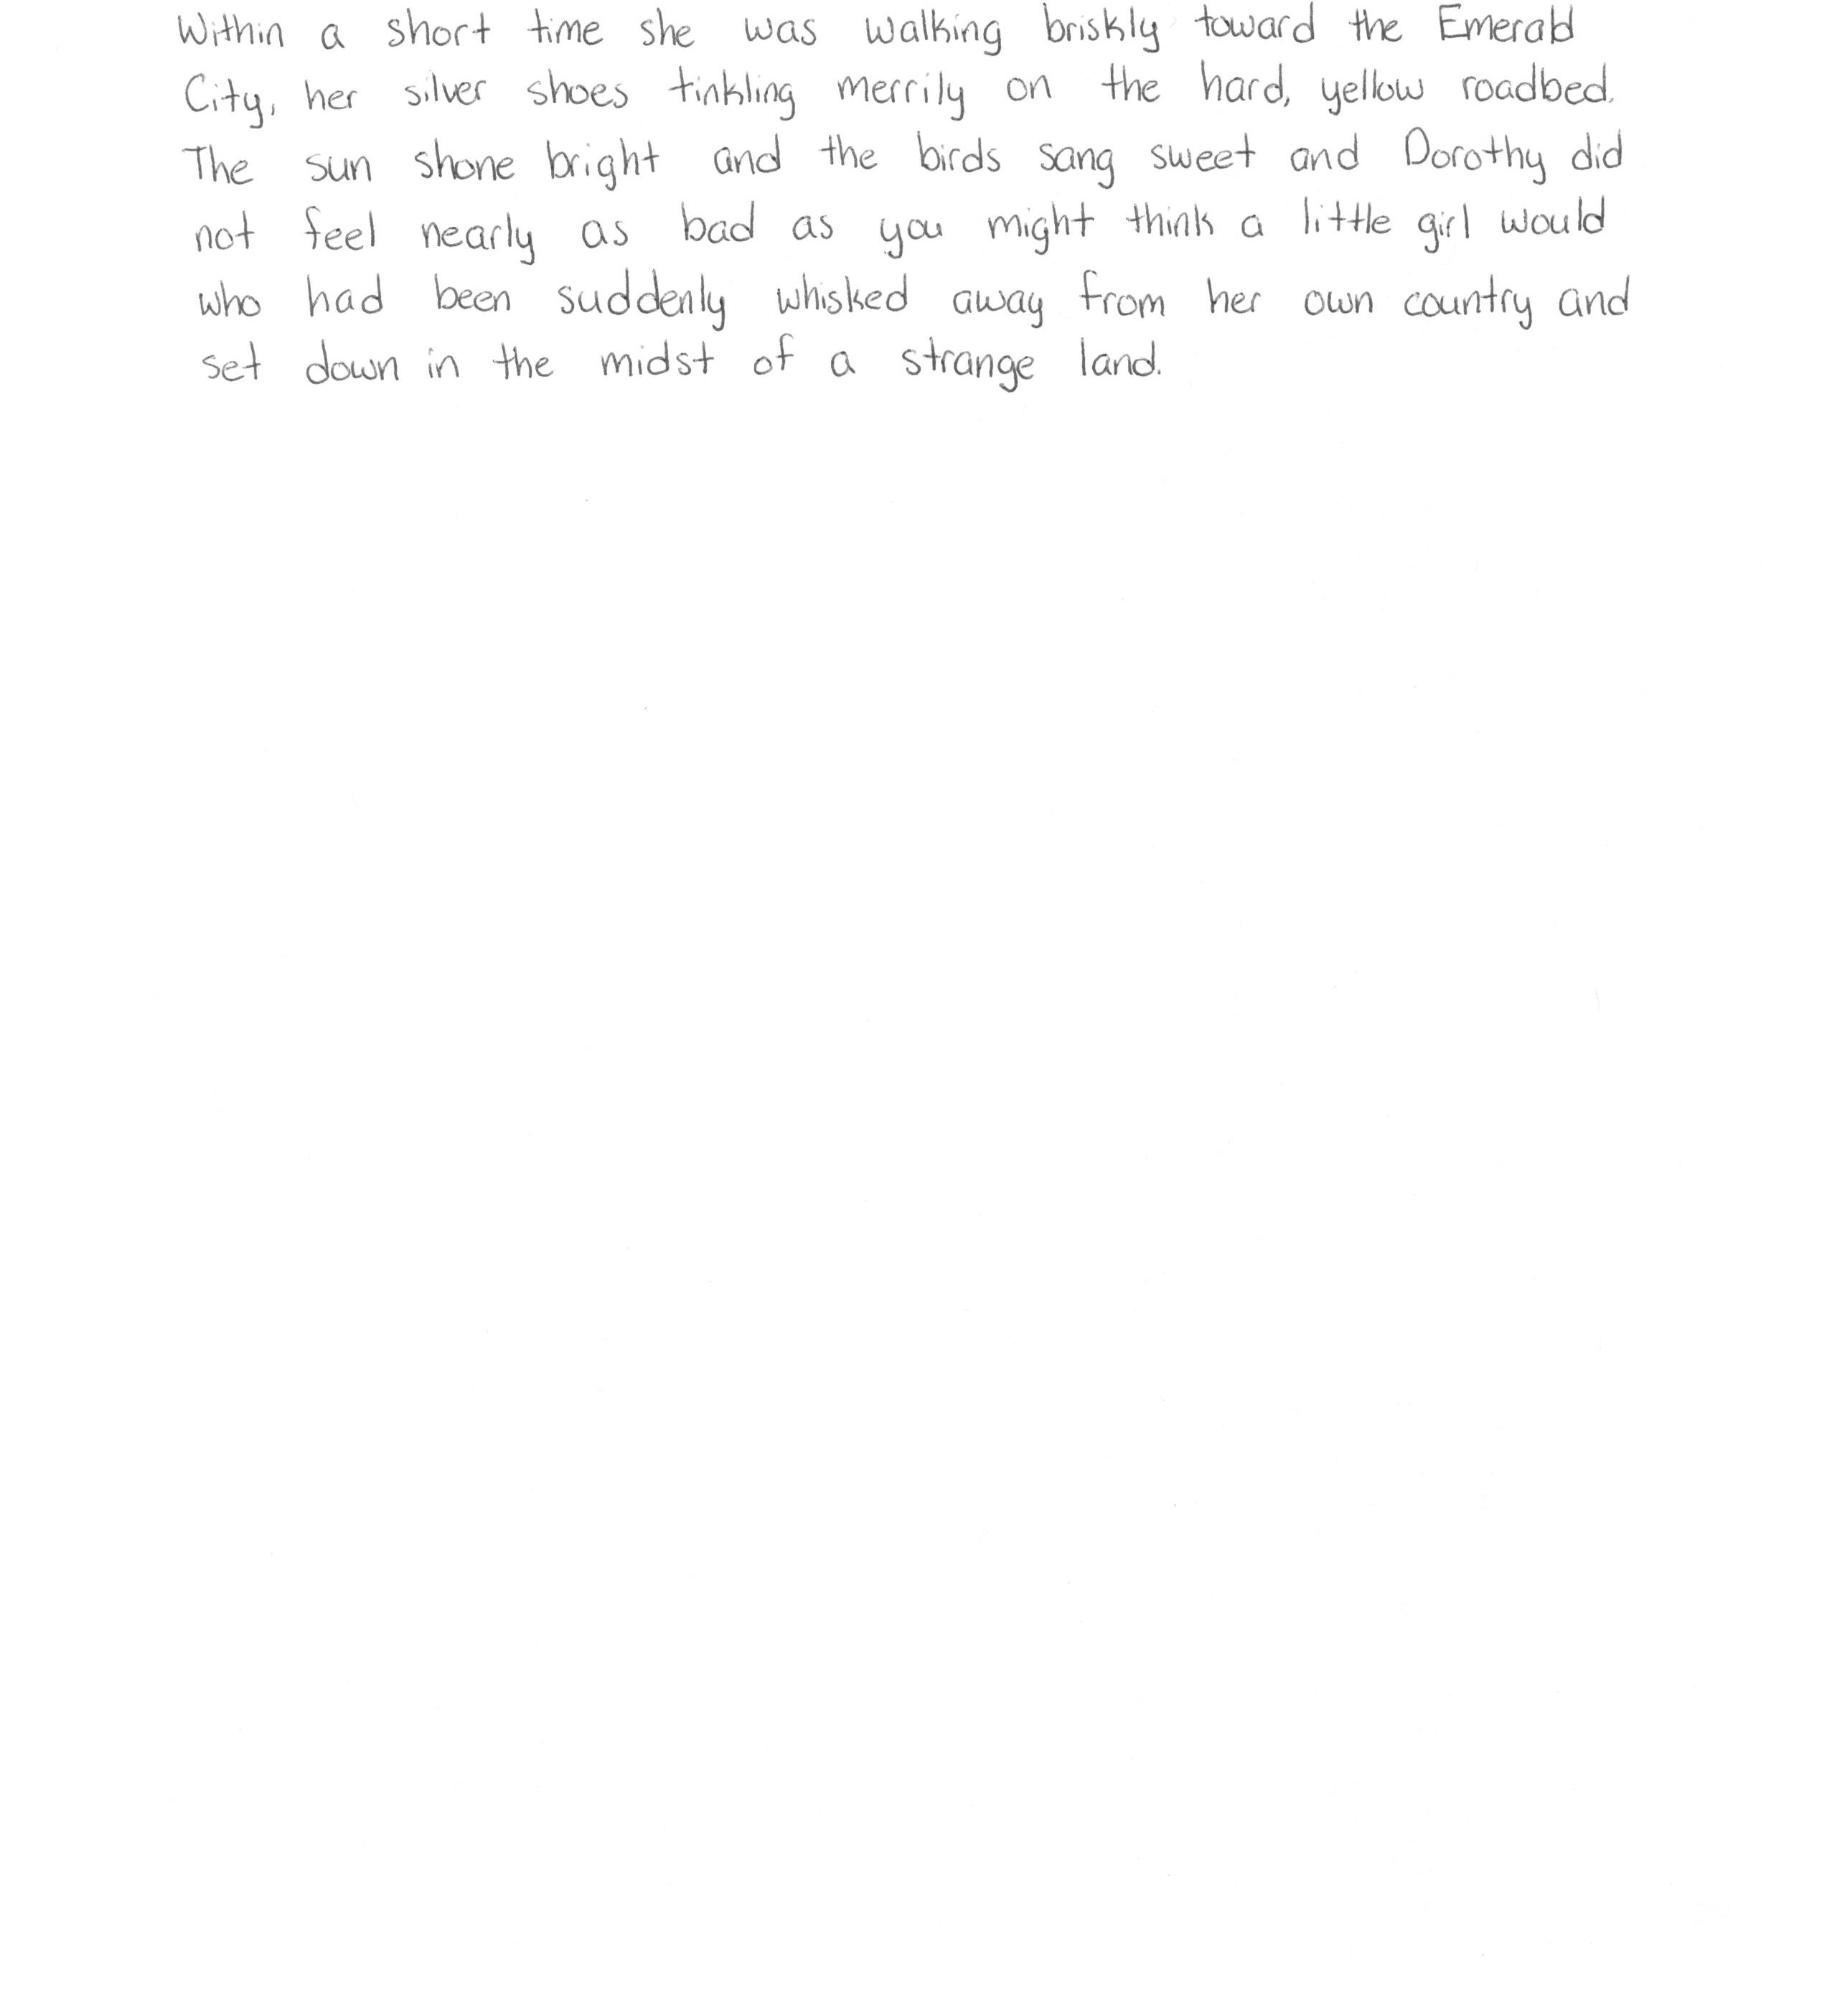 Within a short time she was walking briskly toward the Emerald
City, her silver shoes tinkling merrily on the hard, yellow roadbed.
The sun shone bright and the birds sang sweet and Dorothy did
not feel nearly as bad as you might think a little girl would
who had been suddenly whisked away from her own country and
set down in the midst of a strange land.